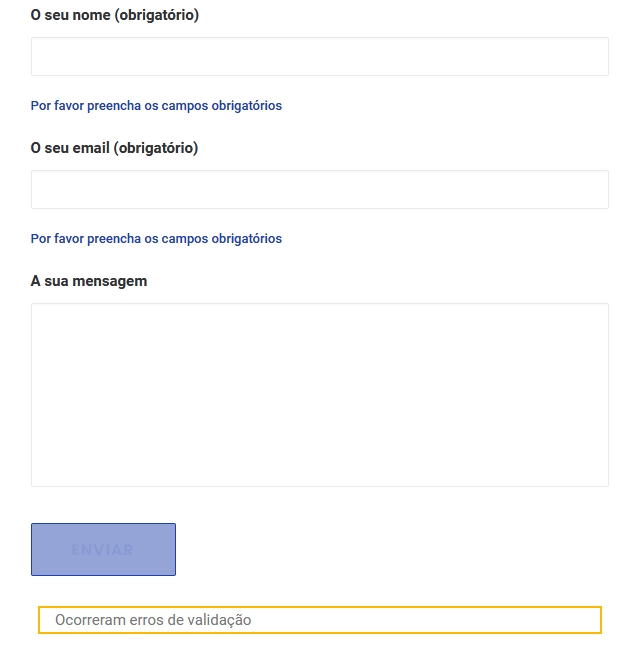 O seu nome (obrigatório)
Por favor preencha os campos obrigatórios
O seu email (obrigatório)
Por favor preencha os campos obrigatórios
A sua mensagem
ENVIAR
Ocorreram erros de validação